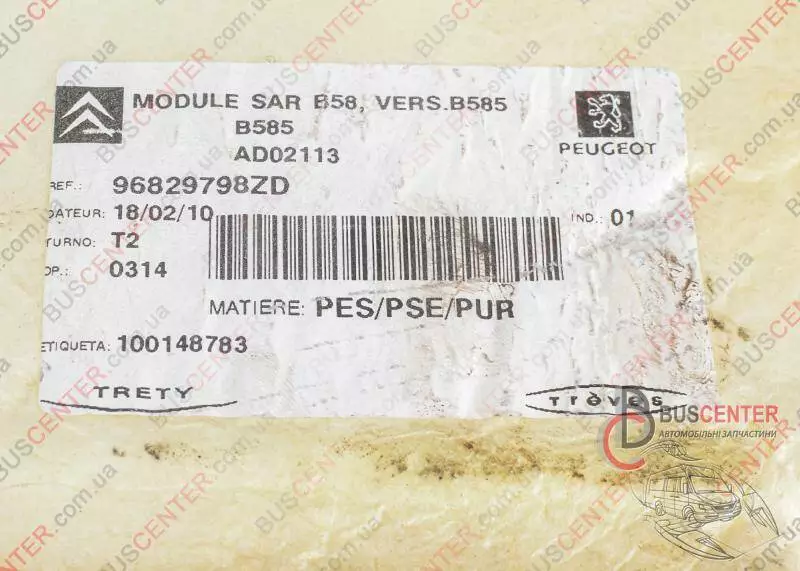 MODULE SAR B58, VERS.B585
B585
AD02113
PEUGEOT
REF.: 96829798ZD
DATEUR: 18/02/10
IND.: 01
TURNO: T2
OP.: 0314
MATIERE: PES/PSE/PUR
ETIQUETA: 100148783
TRETY
Trèves
BUSCENTER
АВТОМОБІЛЬНІ ЗАПЧАСТИНИ
BUSCENTER.com.ua